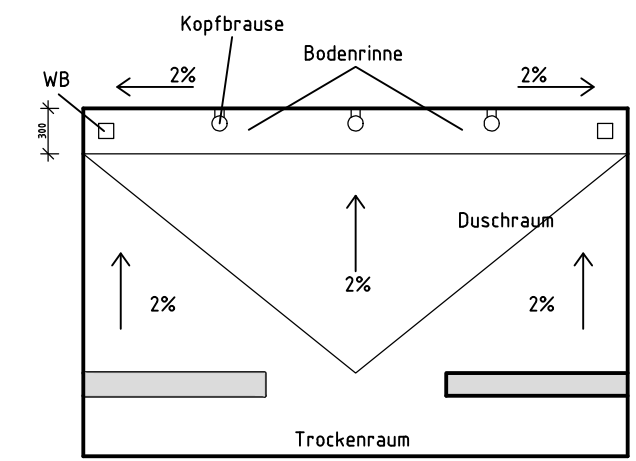 Kopfbrause
Bodenrinne
WB
2%
2%
300
Duschraum
2%
2%
2%
Trockenraum